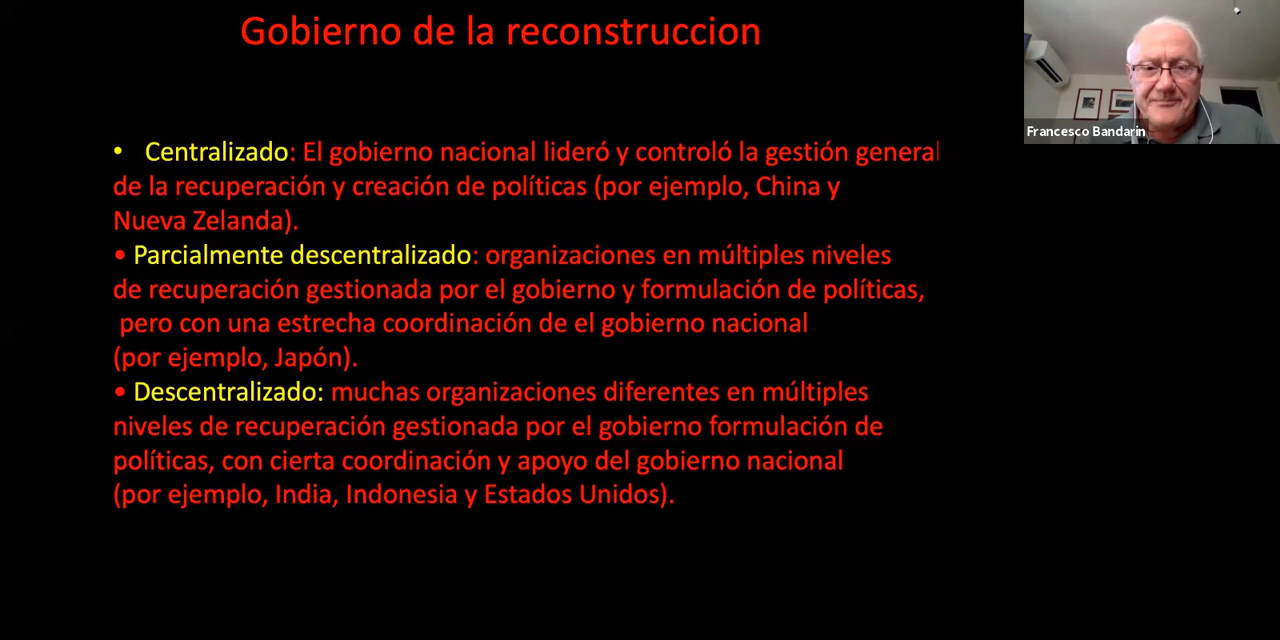 Gobierno de la reconstruccion
Francesco Bandarin
• Centralizado: El gobierno nacional lideró y controló la gestión general
de la recuperación y creación de políticas (por ejemplo, China y
Nueva Zelanda).
• Parcialmente descentralizado: organizaciones en múltiples niveles
de recuperación gestionada por el gobierno y formulación de políticas,
pero con una estrecha coordinación de el gobierno nacional
(por ejemplo, Japón).
• Descentralizado: muchas organizaciones diferentes en múltiples
niveles de recuperación gestionada por el gobierno formulación de
políticas, con cierta coordinación y apoyo del gobierno nacional
(por ejemplo, India, Indonesia y Estados Unidos).